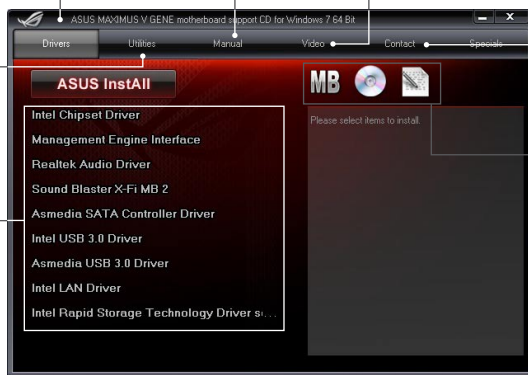 ASUS MAXIMUS V GENE motherboard support CD for Windows 7 64 Bit
Drivers Utilities Manual Video Contact Specials
ASUS InstAll
MB
Please select items to install.
Intel Chipset Driver
Management Engine Interface
Realtek Audio Driver
Sound Blaster X-Fi MB 2
Asmedia SATA Controller Driver
Intel USB 3.0 Driver
Asmedia USB 3.0 Driver
Intel LAN Driver
Intel Rapid Storage Technology Driver s...